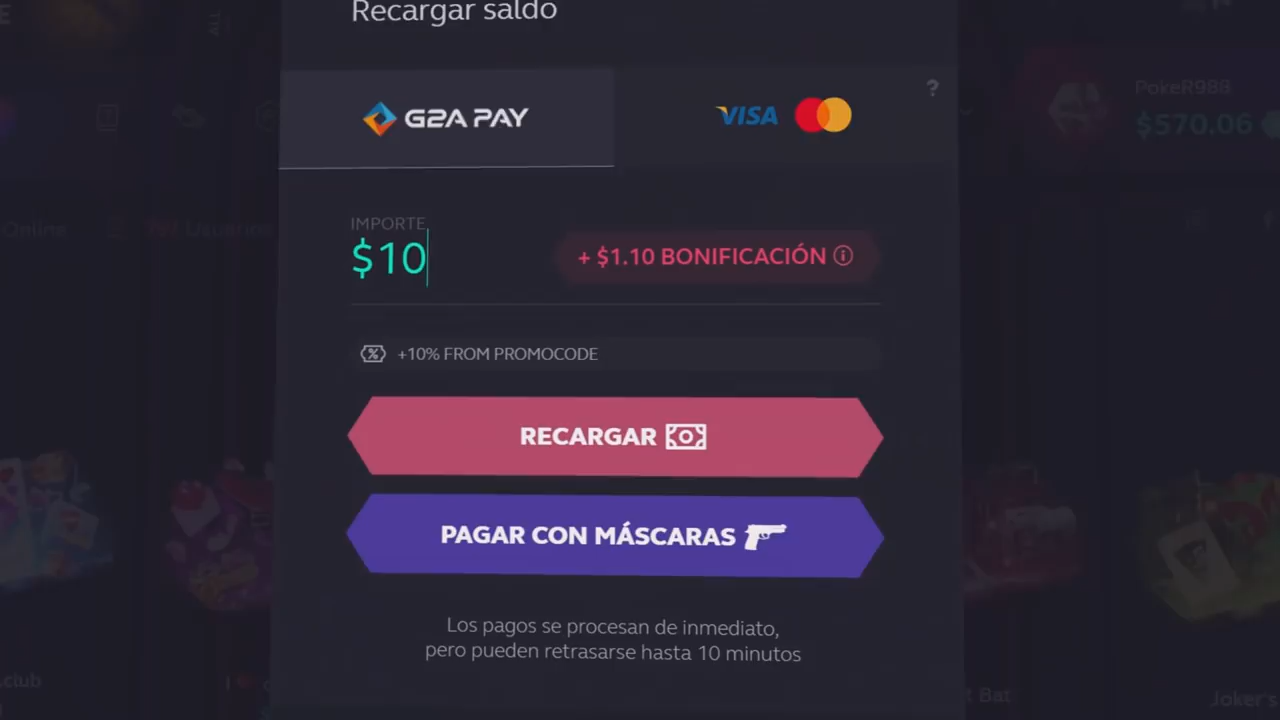 Recargar saldo
ALL
?
G2A PAY
VISA
PokeR988
$570.06
IMPORTE
$10
+ $1.10 BONIFICACIÓN
Online
Usuarios
+10% FROM PROMOCODE
RECARGAR
PAGAR CON MÁSCARAS
Los pagos se procesan de inmediato,
pero pueden retrasarse hasta 10 minutos
.club
t Bat
Joker's